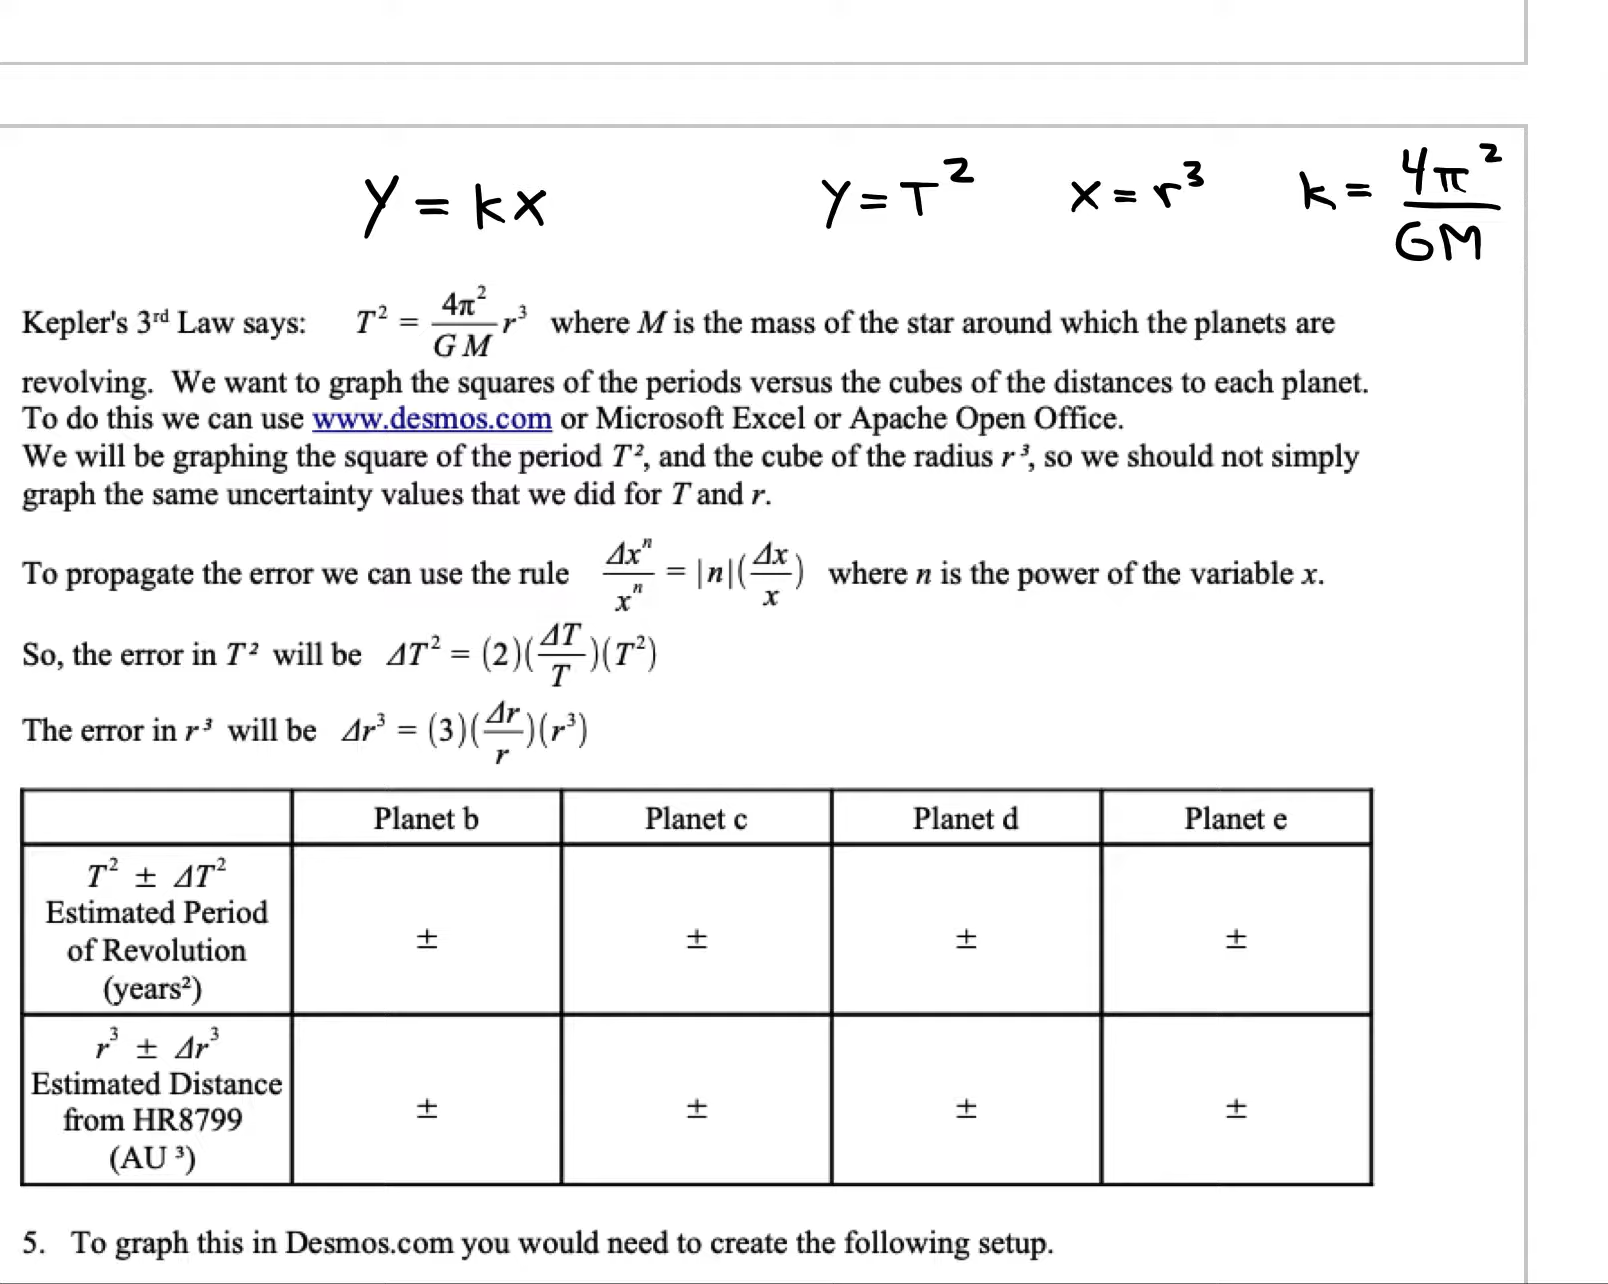 y = kx    y = T²    x = r³    k = 4π²/GM
Kepler's 3rd Law says: T² = 4π²/(G M) r³ where M is the mass of the star around which the planets are
revolving. We want to graph the squares of the periods versus the cubes of the distances to each planet.
To do this we can use www.desmos.com or Microsoft Excel or Apache Open Office.
We will be graphing the square of the period T², and the cube of the radius r³, so we should not simply
graph the same uncertainty values that we did for T and r.
To propagate the error we can use the rule Δxⁿ/xⁿ = |n|(Δx/x) where n is the power of the variable x.
So, the error in T² will be ΔT² = (2)(ΔT/T)(T²)
The error in r³ will be Δr³ = (3)(Δr/r)(r³)
Planet b    Planet c    Planet d    Planet e
T² ± ΔT²
Estimated Period
of Revolution
(years²)
±    ±    ±    ±
r³ ± Δr³
Estimated Distance
from HR8799
(AU ³)
±    ±    ±    ±
5. To graph this in Desmos.com you would need to create the following setup.